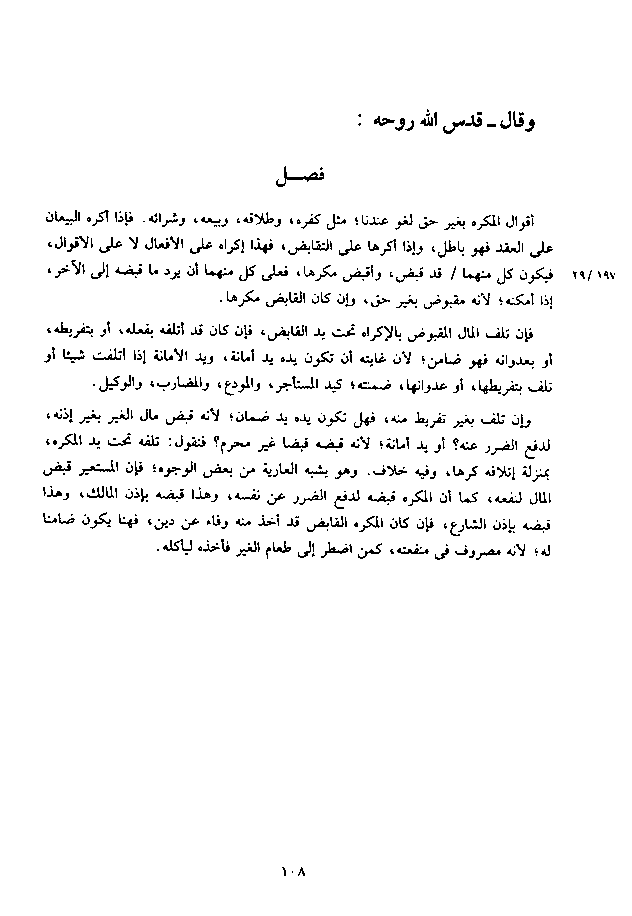 وقال ـ قدس الله روحه :
فصـــل
أقوال المكره بغير حق لغو عندنا؛ مثل كفره، وطلاقه، وبيعه، وشرائه. فإذا أكره البيعان
على العقد فهو باطل، وإذا أكرها على التقابض، فهذا إكراه على الأفعال لا على الأقوال،
فيكون كل منهما / قد قبض، وأقبض مكرها، فعلى كل منهما أن يرد ما قبضه إلى الآخر، ٢٩/١٩٧
إذا أمكنه؛ لأنه مقبوض بغير حق، وإن كان القابض مكرها.
فإن تلف المال المقبوض بالإكراه تحت يد القابض، فإن كان قد أتلفه بفعله، أو بتفريطه،
أو بعدوانه فهو ضامن؛ لأن غايته أن تكون يده يد أمانة، ويد الأمانة إذا أتلفت شيئا أو
تلف بتفريطها، أو عدوانها، ضمنته؛ كيد المستأجر، والمودع، والمضارب، والوكيل.
وإن تلف بغير تفريط منه، فهل تكون يده يد ضمان؛ لأنه قبض مال الغير بغير إذنه،
لدفع الضرر عنه؟ أو يد أمانة؛ لأنه قبضه قبضا غير محرم؟ فنقول: تلفه تحت يد المكره،
بمنزلة إتلافه كرها، وفيه خلاف. وهو يشبه العارية من بعض الوجوه؛ فإن المستعير قبض
المال لنفعه، كما أن المكره قبضه لدفع الضرر عن نفسه، وهذا قبضه بإذن المالك، وهذا
قبضه بإذن الشارع، فإن كان المكره القابض قد أخذ منه وفاء عن دين، فهنا يكون ضامنا
له؛ لأنه مصروف فى منفعته، كمن اضطر إلى طعام الغير فأخذه ليأكله.
١٠٨